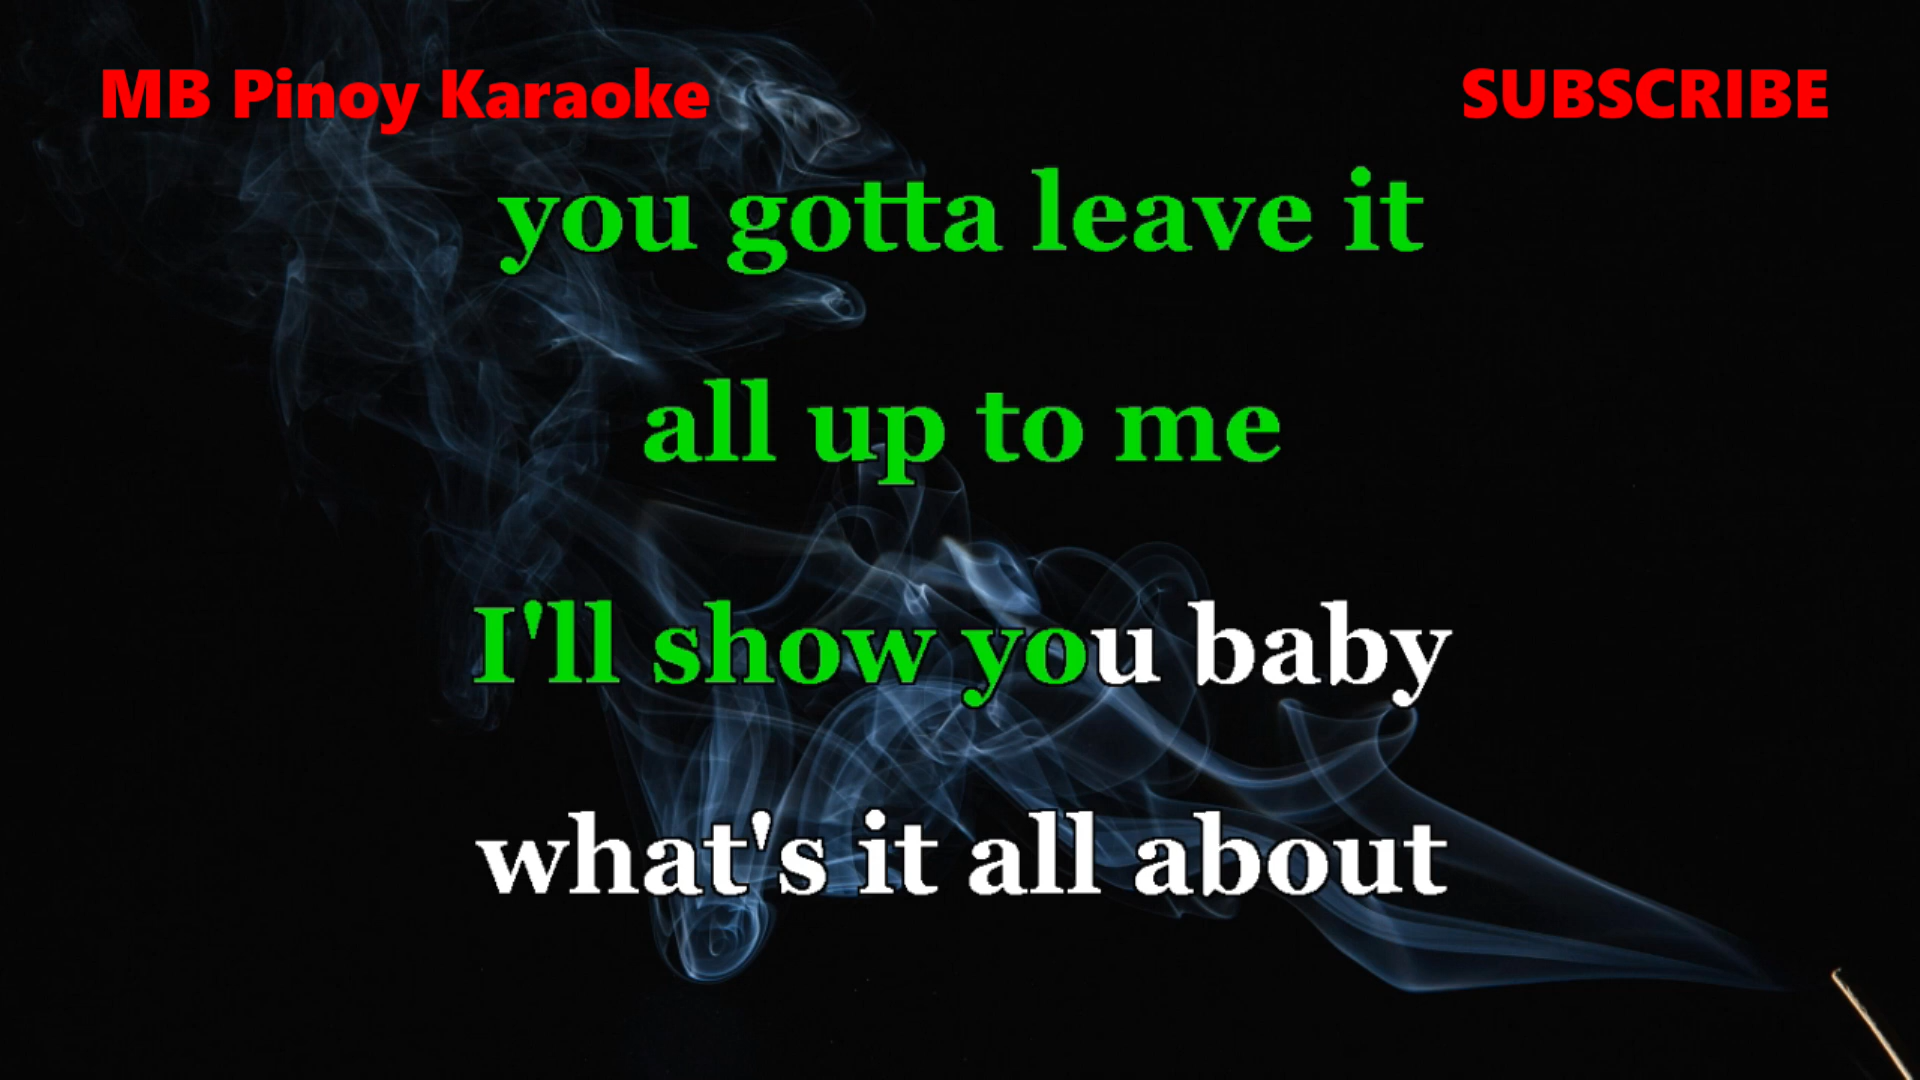 MB Pinoy Karaoke
SUBSCRIBE
you gotta leave it
all up to me
I'll show you baby
what's it all about